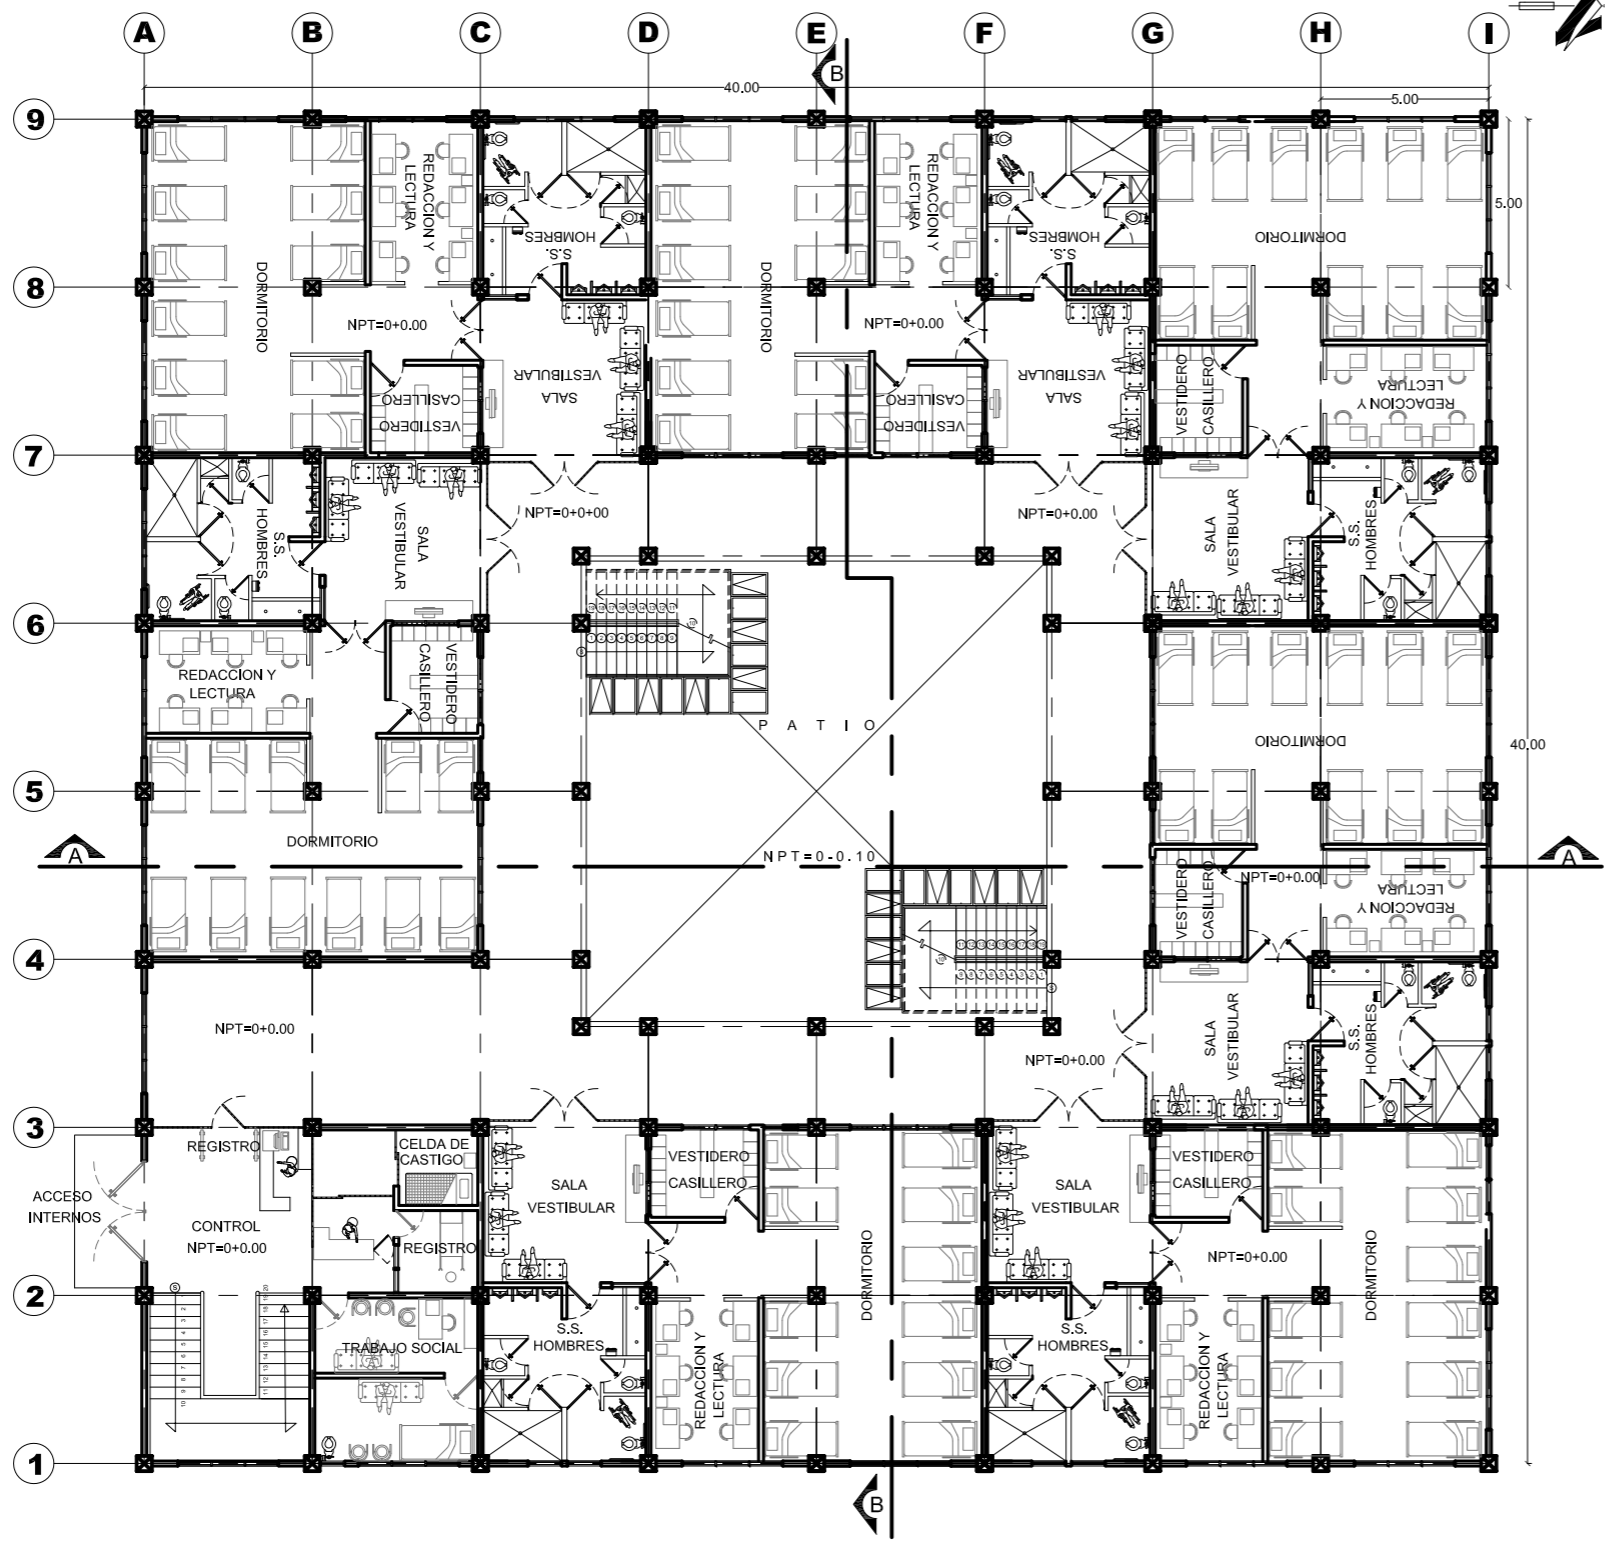 A B C D E F G H I
B
40.00
5.00
9
REDACCION Y
LECTURA
REDACCION Y
LECTURA
5.00
HOMBRES
S.S.
HOMBRES
S.S.
DORMITORIO
DORMITORIO
DORMITORIO
8
NPT=0+0.00
NPT=0+0.00
VESTIBULAR
SALA
VESTIBULAR
SALA
CASILLERO
VESTIDERO
CASILLERO
VESTIDERO
VESTIDERO
CASILLERO
LECTURA
REDACCION Y
7
HOMBRES
S.S.
VESTIBULAR
SALA
NPT=0+0+00
NPT=0+0.00
SALA
VESTIBULAR
S.S.
HOMBRES
6
REDACCION Y
LECTURA
CASILLERO
VESTIDERO
PATIO
DORMITORIO
40.00
5
DORMITORIO
A
NPT=0-0.10
A
VESTIDERO
CASILLERO
NPT=0+0.00
LECTURA
REDACCION Y
4
NPT=0+0.00
SALA
VESTIBULAR
S.S.
HOMBRES
NPT=0+0.00
3
REGISTRO
CELDA DE
CASTIGO
VESTIDERO
CASILLERO
VESTIDERO
CASILLERO
ACCESO
INTERNOS
SALA
VESTIBULAR
SALA
VESTIBULAR
CONTROL
NPT=0+0.00
REGISTRO
DORMITORIO
NPT=0+0.00
DORMITORIO
2
TRABAJO SOCIAL
S.S.
HOMBRES
REDACCION Y
LECTURA
S.S.
HOMBRES
REDACCION Y
LECTURA
1
B